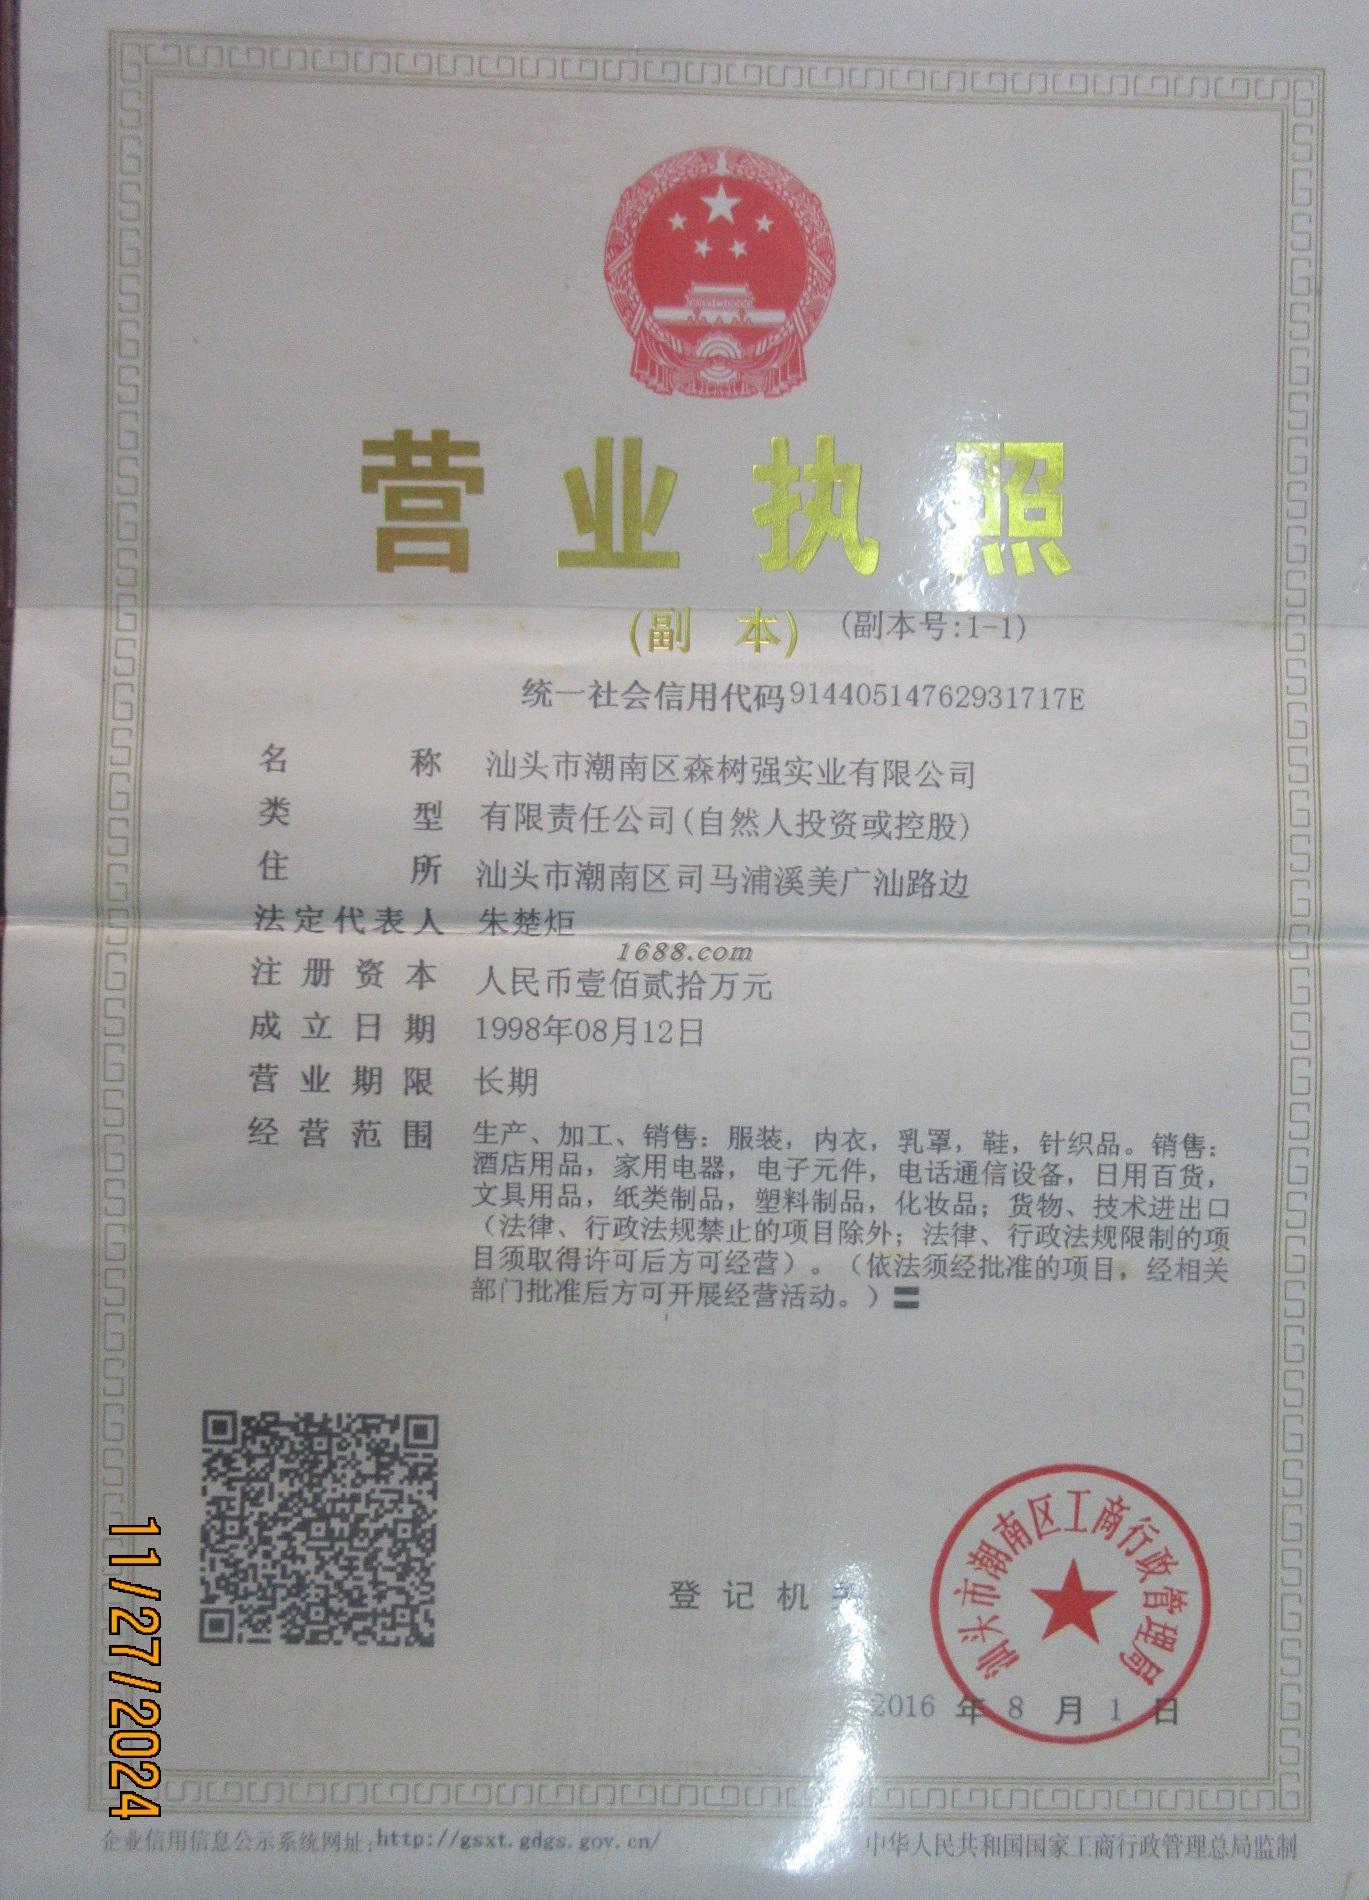 营业执照
(副 本) (副本号:1-1)
统一社会信用代码91440514762931717E
名 称 汕头市潮南区森树强实业有限公司
类 型 有限责任公司(自然人投资或控股)
住 所 汕头市潮南区司马浦溪美广汕路边
法定代表人 朱楚炬
1688.com
注册资本 人民币壹佰贰拾万元
成立日期 1998年08月12日
营业期限 长期
经营范围 生产、加工、销售：服装，内衣，乳罩，鞋，针织品。销售：
酒店用品，家用电器，电子元件，电话通信设备，日用百货，
文具用品，纸类制品，塑料制品，化妆品；货物、技术进出口
（法律、行政法规禁止的项目除外；法律、行政法规限制的项
目须取得许可后方可经营）。（依法须经批准的项目，经相关
部门批准后方可开展经营活动。）〓
登记机
汕头市潮南区工商行政管理局
2016 年 8 月 1 日
11/27/2024
企业信用信息公示系统网址:http://gsxt.gdgs.gov.cn/
中华人民共和国国家工商行政管理总局监制